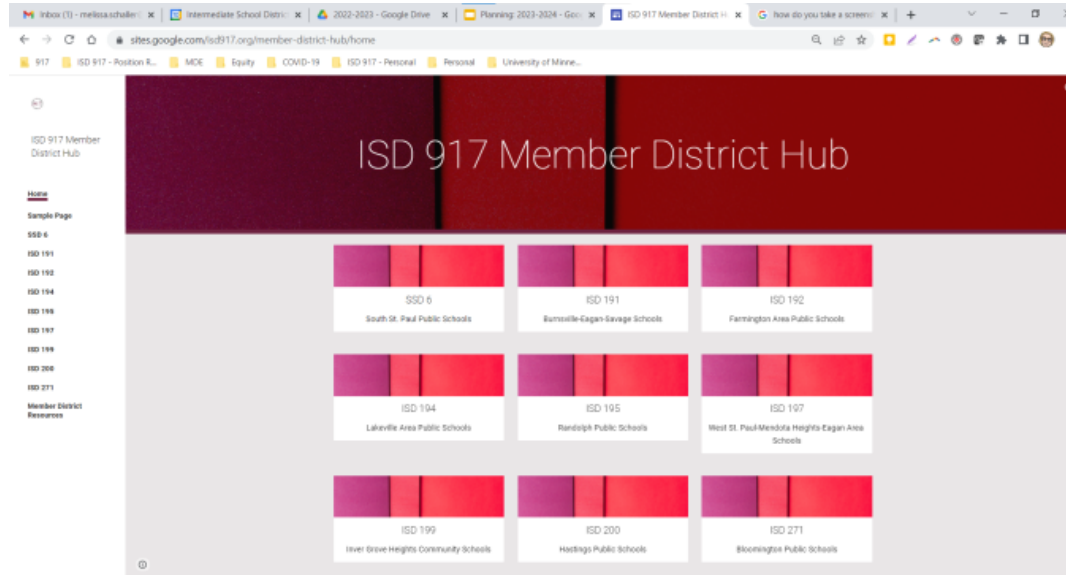 Inbox (1) - melissa.schaller
Intermediate School Distric
2022-2023 - Google Drive
Planning: 2023-2024 - Goo
ISD 917 Member District H
how do you take a screens
sites.google.com/isd917.org/member-district-hub/home
917
ISD 917 - Position R...
MDE
Equity
COVID-19
ISD 917 - Personal
Personal
University of Minne...
ISD 917 Member
District Hub
Home
Sample Page
SSD 6
ISD 191
ISD 192
ISD 194
ISD 195
ISD 197
ISD 199
ISD 200
ISD 271
Member District
Resources
ISD 917 Member District Hub
SSD 6
South St. Paul Public Schools
ISD 191
Burnsville-Eagan-Savage Schools
ISD 192
Farmington Area Public Schools
ISD 194
Lakeville Area Public Schools
ISD 195
Randolph Public Schools
ISD 197
West St. Paul-Mendota Heights-Eagan Area
Schools
ISD 199
Inver Grove Heights Community Schools
ISD 200
Hastings Public Schools
ISD 271
Bloomington Public Schools